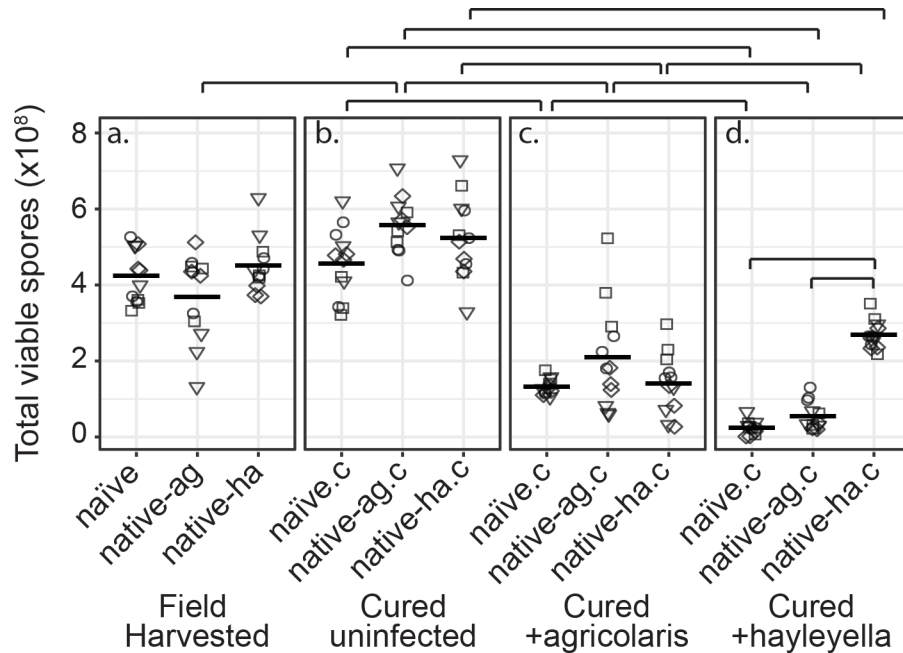 Total viable spores (x10⁸)
8
6
4
2
0
a.
b.
c.
d.
naïve
native-ag
native-ha
naïve.c
native-ag.c
native-ha.c
naïve.c
native-ag.c
native-ha.c
naïve.c
native-ag.c
native-ha.c
Field
Harvested
Cured
uninfected
Cured
+agricolaris
Cured
+hayleyella